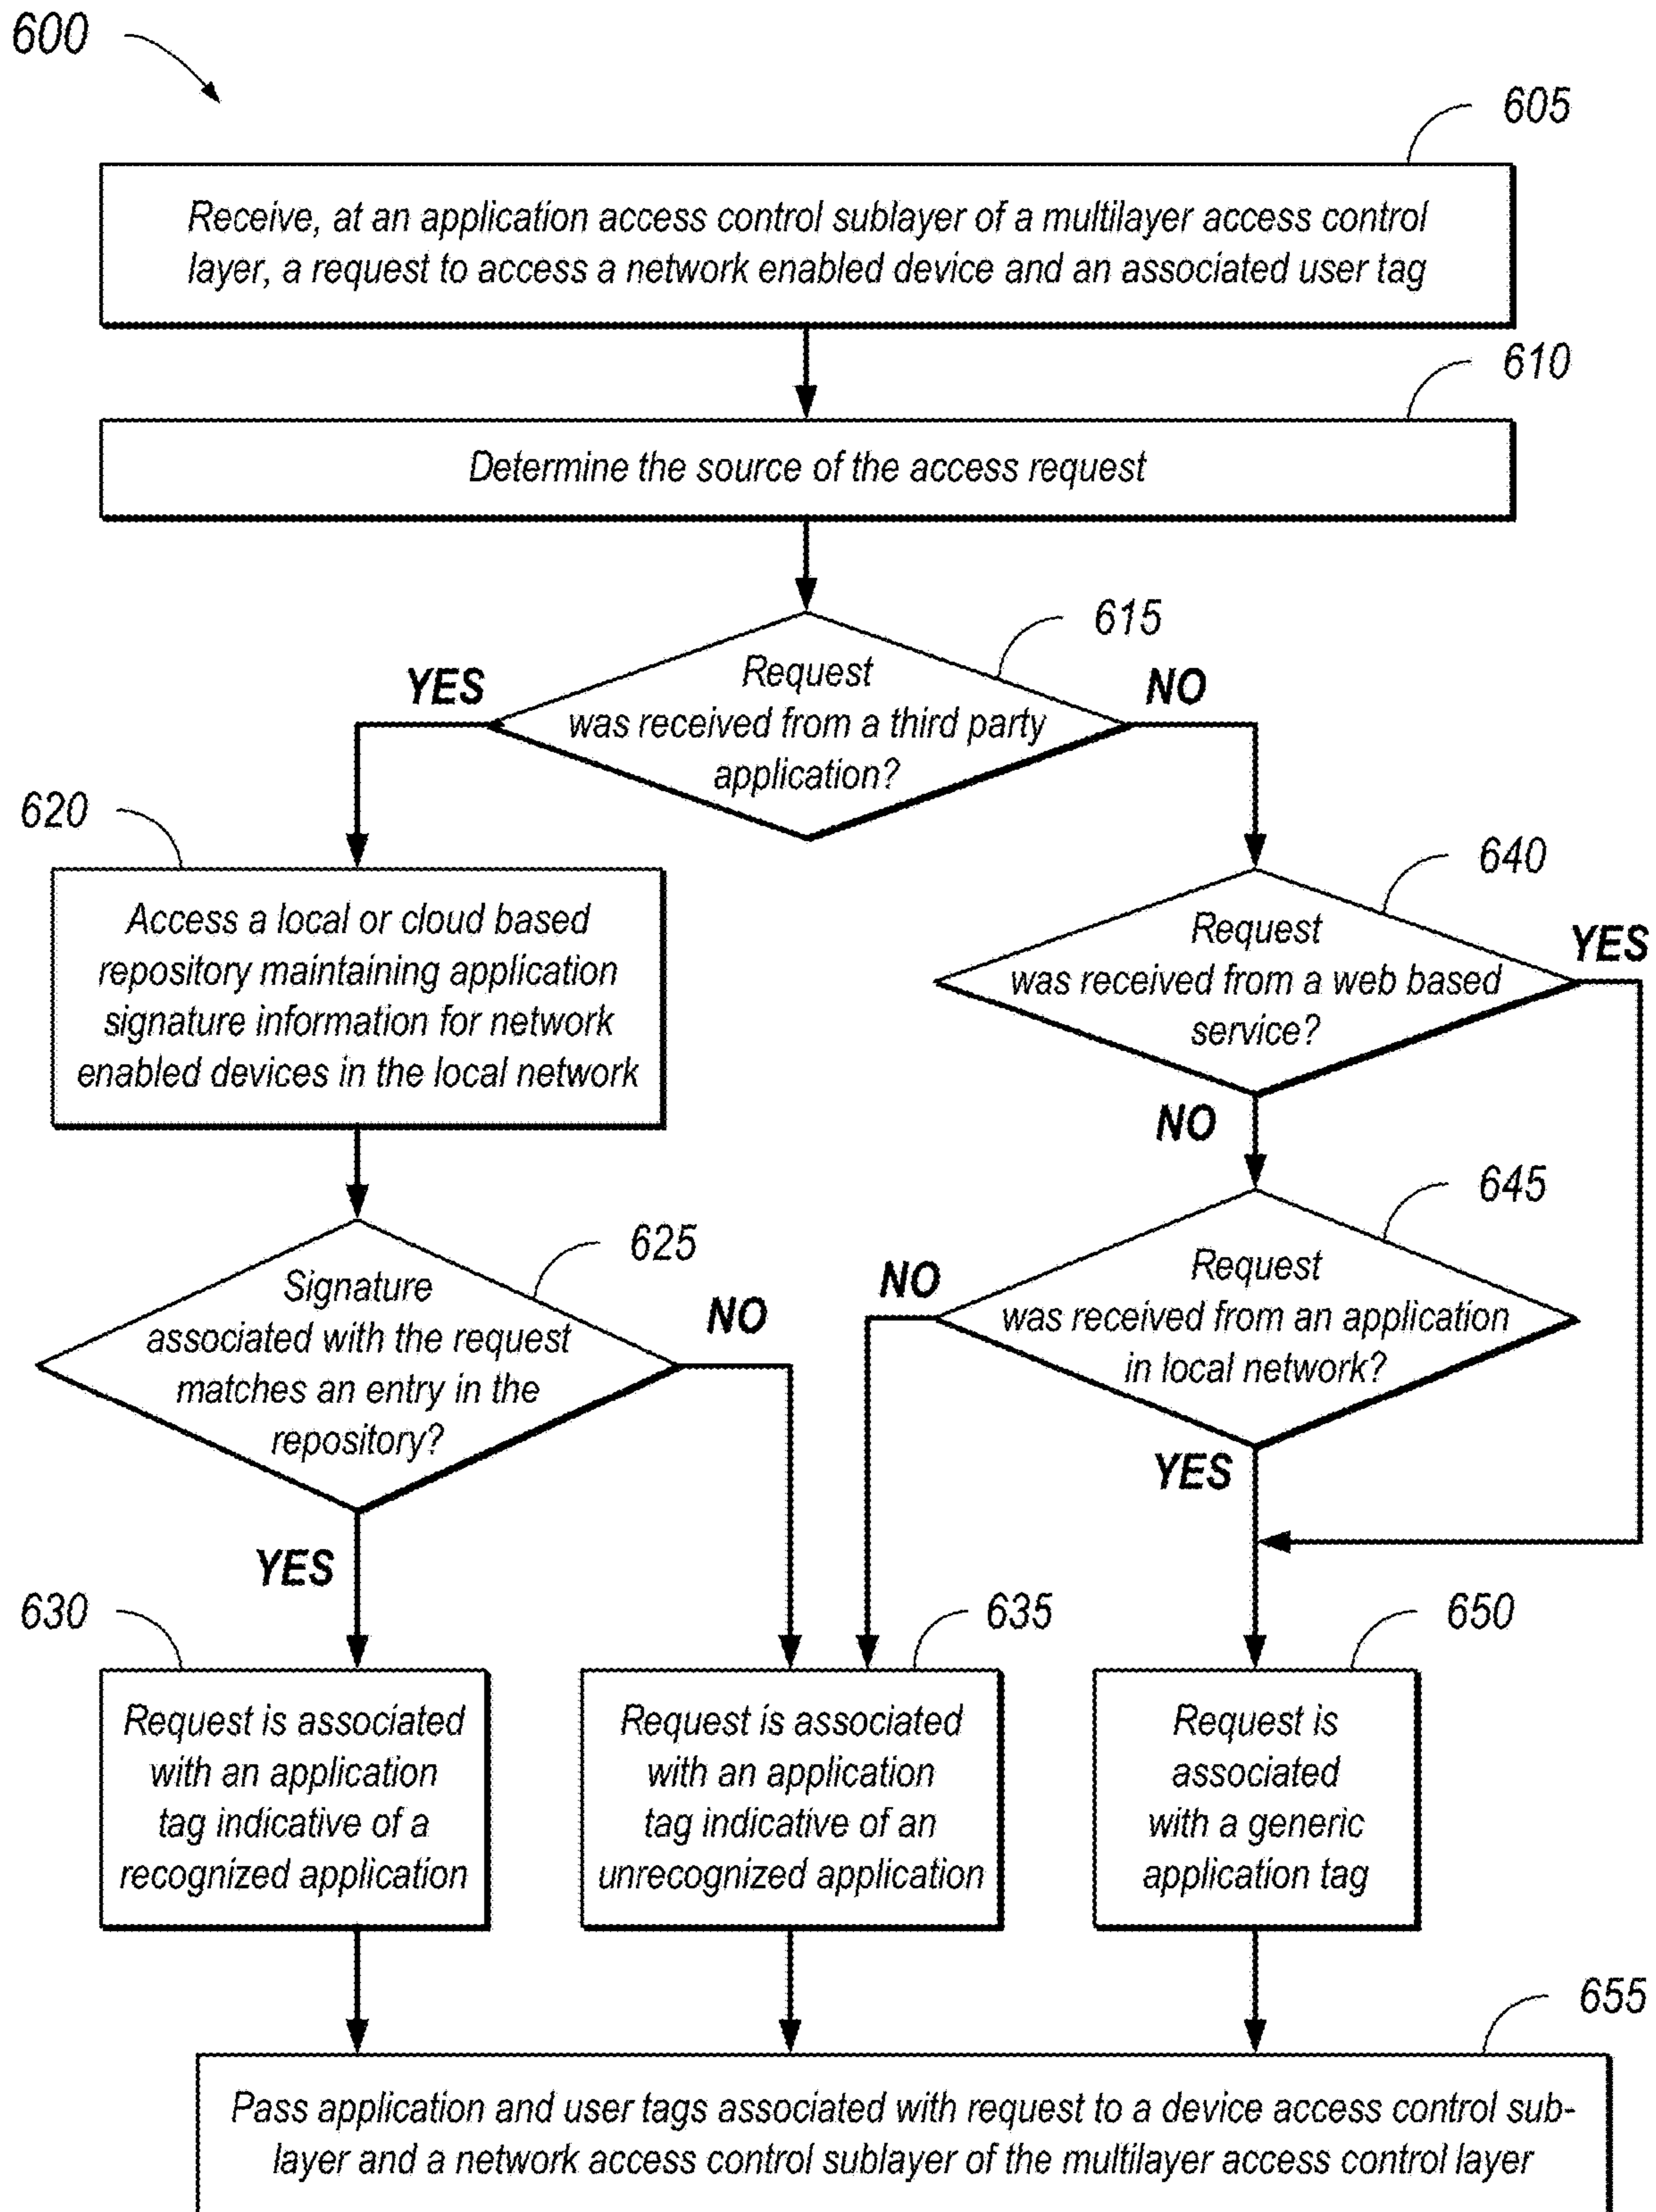 600
605
Receive, at an application access control sublayer of a multilayer access control
layer, a request to access a network enabled device and an associated user tag
610
Determine the source of the access request
615
YES
NO
Request
was received from a third party
application?
620
Access a local or cloud based
repository maintaining application
signature information for network
enabled devices in the local network
640
YES
Request
was received from a web based
service?
NO
625
Signature
associated with the request
matches an entry in the
repository?
NO
YES
645
NO
Request
was received from an application
in local network?
YES
630
Request is associated
with an application
tag indicative of a
recognized application
635
Request is associated
with an application
tag indicative of an
unrecognized application
650
Request is
associated
with a generic
application tag
655
Pass application and user tags associated with request to a device access control sub-
layer and a network access control sublayer of the multilayer access control layer